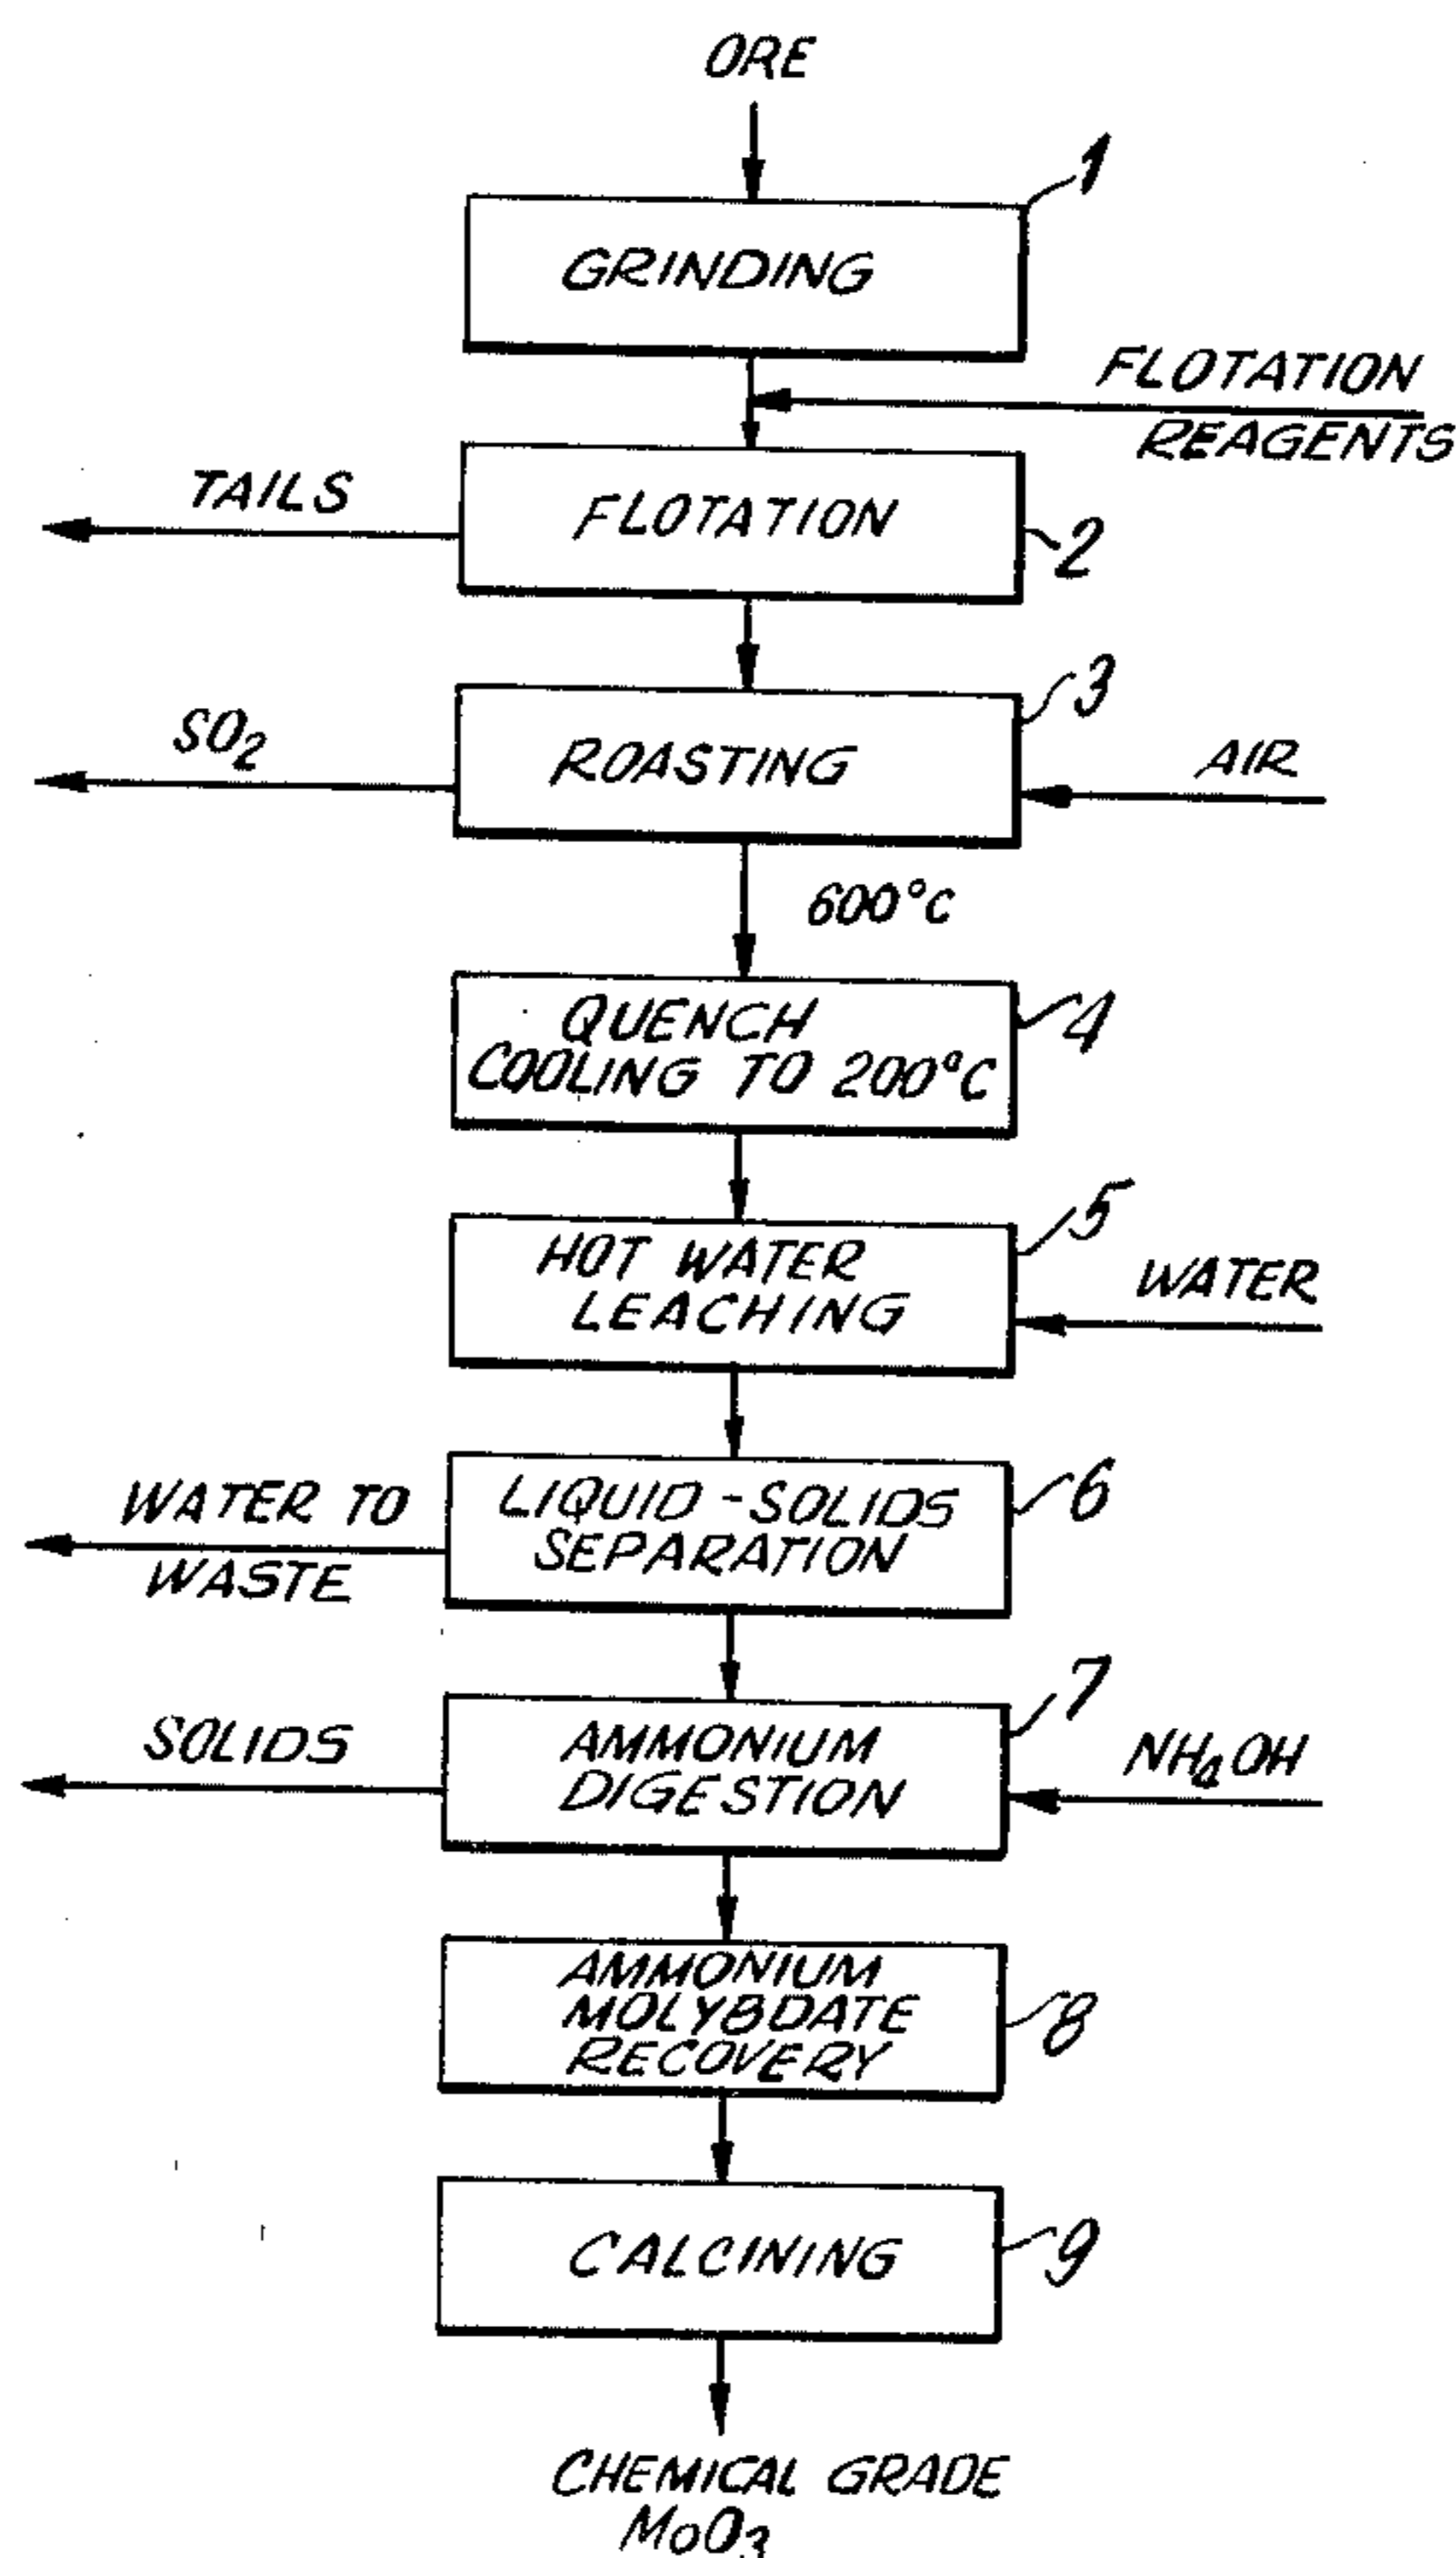 ORE
1
GRINDING
FLOTATION
REAGENTS
TAILS
FLOTATION
2
3
SO2
ROASTING
AIR
600°C
4
QUENCH
COOLING TO 200°C
5
HOT WATER
LEACHING
WATER
6
WATER TO
WASTE
LIQUID-SOLIDS
SEPARATION
7
SOLIDS
AMMONIUM
DIGESTION
NH4OH
AMMONIUM
MOLYBDATE
RECOVERY
8
CALCINING
9
CHEMICAL GRADE
MoO3